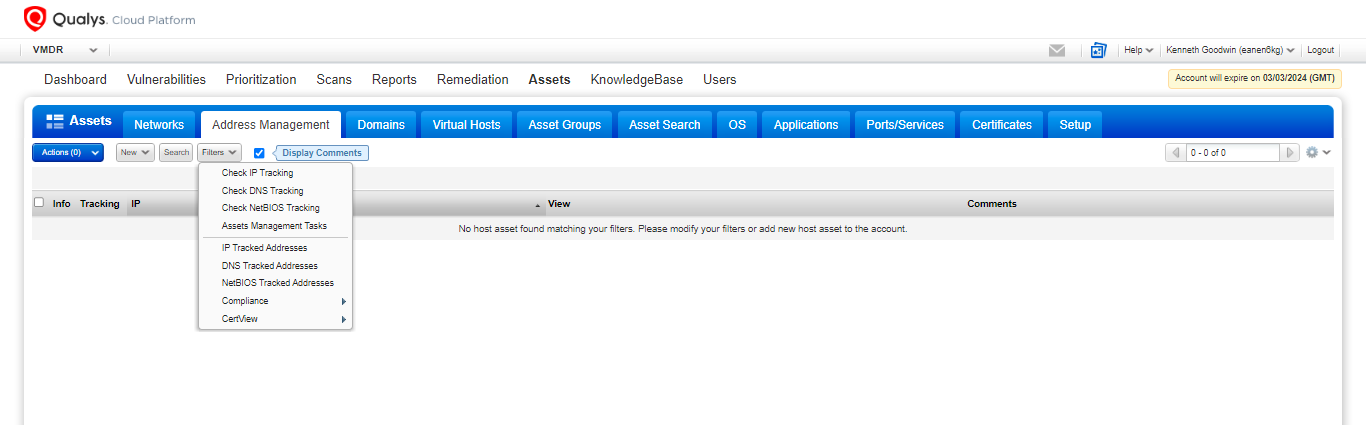 Qualys. Cloud Platform
VMDR
Help Kenneth Goodwin (eanen6kg) Logout
Dashboard Vulnerabilities Prioritization Scans Reports Remediation Assets KnowledgeBase Users
Account will expire on 03/03/2024 (GMT)
Assets Networks Address Management Domains Virtual Hosts Asset Groups Asset Search OS Applications Ports/Services Certificates Setup
Actions (0) New Search Filters Display Comments 0 - 0 of 0
Check IP Tracking
Check DNS Tracking
Check NetBIOS Tracking
Assets Management Tasks
IP Tracked Addresses
DNS Tracked Addresses
NetBIOS Tracked Addresses
Compliance
CertView
Info Tracking IP View Comments
No host asset found matching your filters. Please modify your filters or add new host asset to the account.